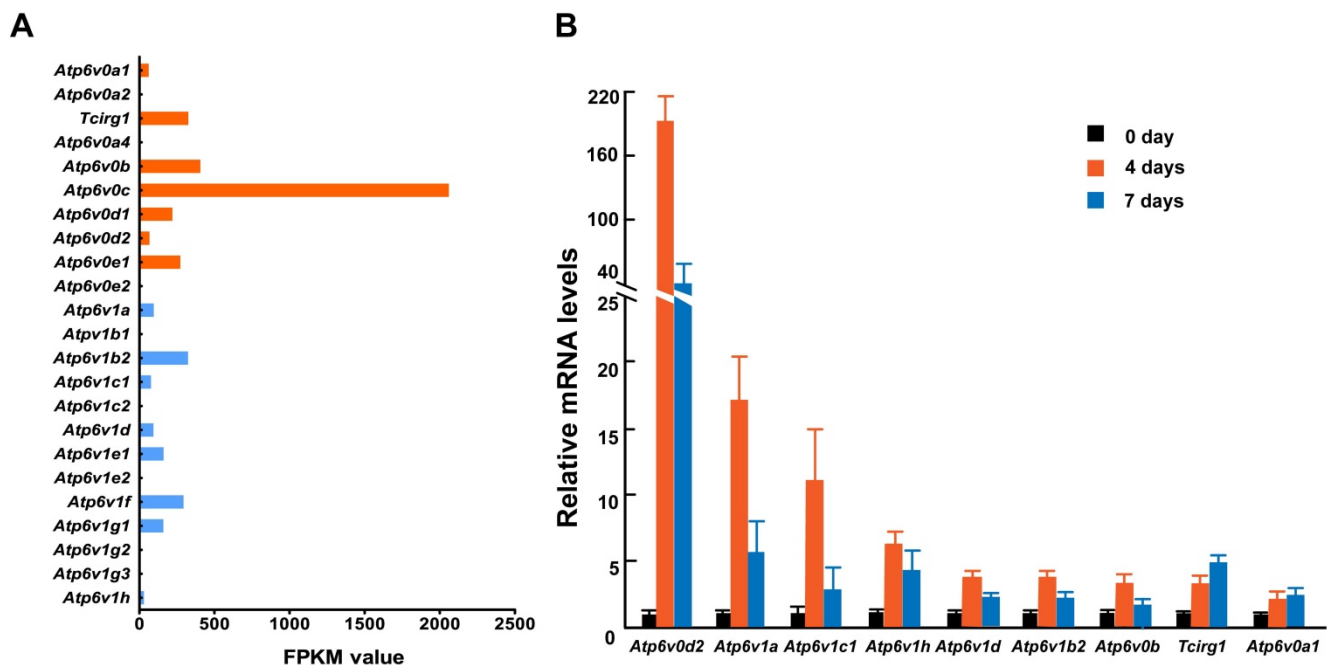 A
Atp6v0a1
Atp6v0a2
Tcirg1
Atp6v0a4
Atp6v0b
Atp6v0c
Atp6v0d1
Atp6v0d2
Atp6v0e1
Atp6v0e2
Atp6v1a
Atpv1b1
Atp6v1b2
Atp6v1c1
Atp6v1c2
Atp6v1d
Atp6v1e1
Atp6v1e2
Atp6v1f
Atp6v1g1
Atp6v1g2
Atp6v1g3
Atp6v1h
0 500 1000 1500 2000 2500
FPKM value
B
Relative mRNA levels
220
160
100
40
25
20
15
10
5
0
0 day
4 days
7 days
Atp6v0d2 Atp6v1a Atp6v1c1 Atp6v1h Atp6v1d Atp6v1b2 Atp6v0b Tcirg1 Atp6v0a1